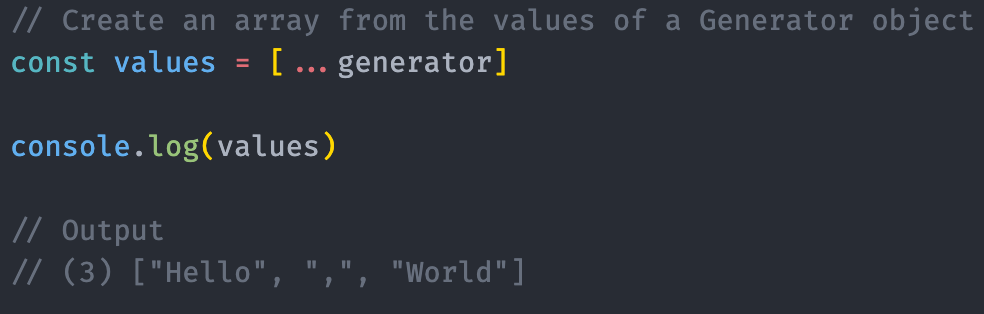 // Create an array from the values of a Generator object
const values = [...generator]
console.log(values)
// Output
// (3) ["Hello", ",", "World"]